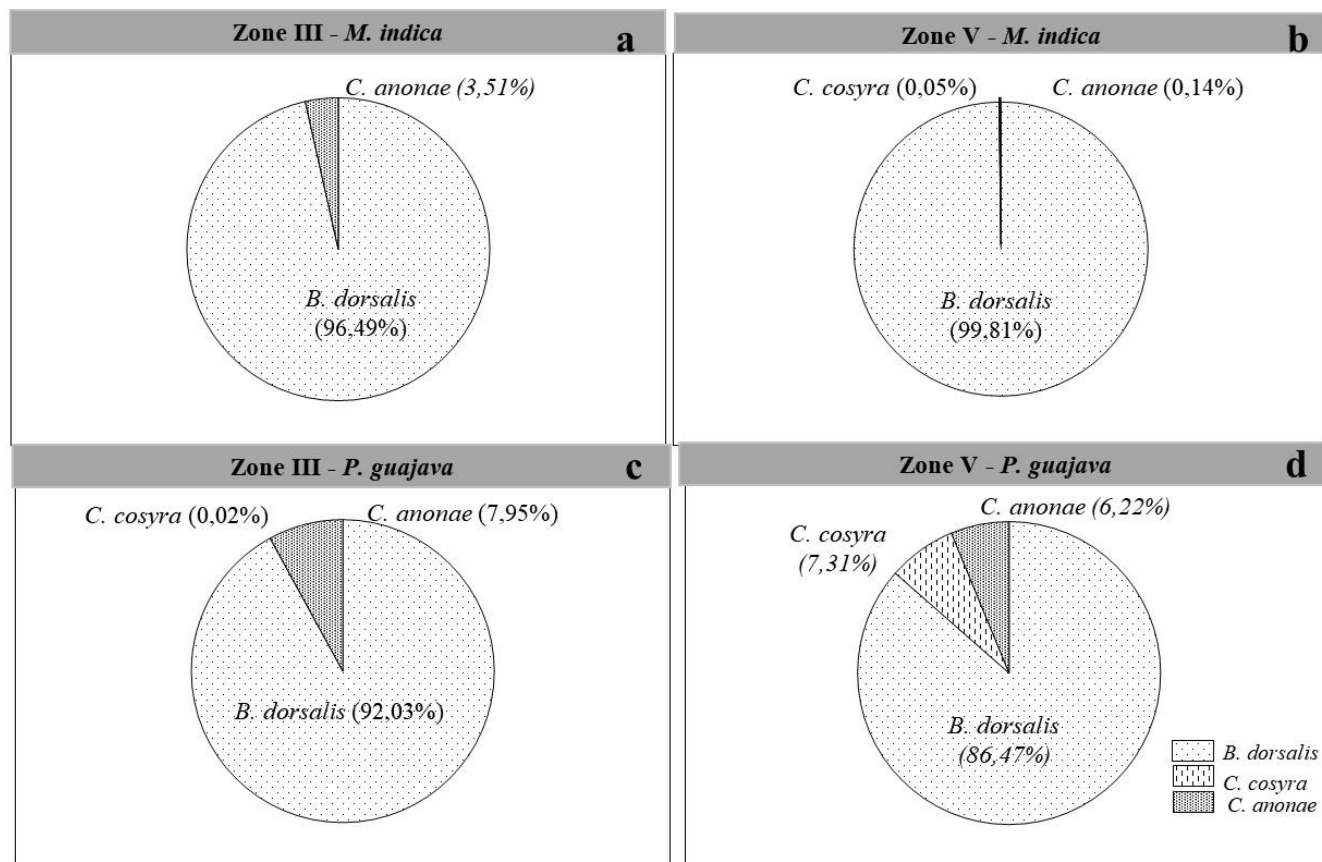 Zone III - M. indica
a
C. anonae (3,51%)
B. dorsalis
(96,49%)
Zone V - M. indica
b
C. cosyra (0,05%)
C. anonae (0,14%)
B. dorsalis
(99,81%)
Zone III - P. guajava
c
C. cosyra (0,02%)
C. anonae (7,95%)
B. dorsalis (92,03%)
Zone V - P. guajava
d
C. anonae (6,22%)
C. cosyra
(7,31%)
B. dorsalis
(86,47%)
B. dorsalis
C. cosyra
C. anonae